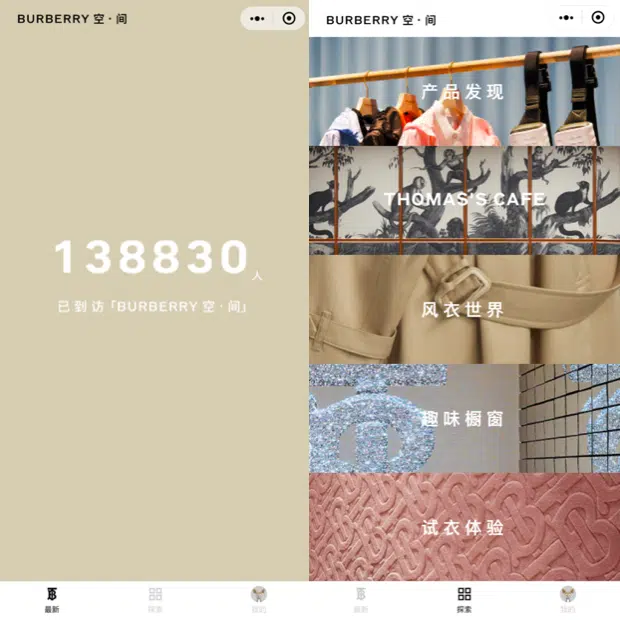 BURBERRY 空·间
138830人
已到访「BURBERRY 空·间」
最新
探索
我的
BURBERRY 空·间
产品发现
THOMAS'S CAFE
风衣世界
趣味橱窗
试衣体验
最新
探索
我的